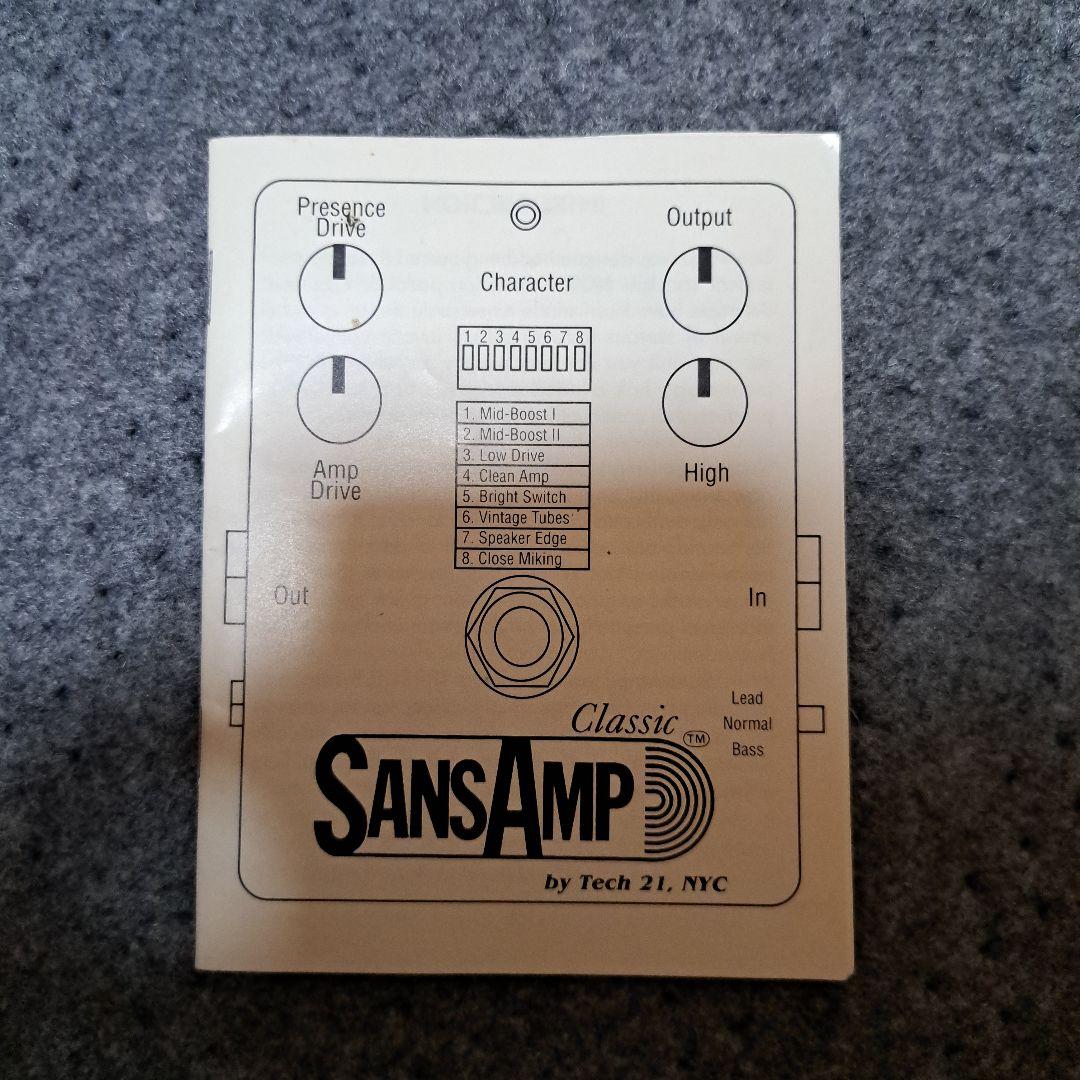 Presence
Drive
Output
Character
1 2 3 4 5 6 7 8
1. Mid-Boost I
2. Mid-Boost II
3. Low Drive
4. Clean Amp
5. Bright Switch
6. Vintage Tubes
7. Speaker Edge
8. Close Miking
Amp
Drive
High
Out
In
Lead
Normal
Bass
Classic
SANSAMP TM
by Tech 21, NYC